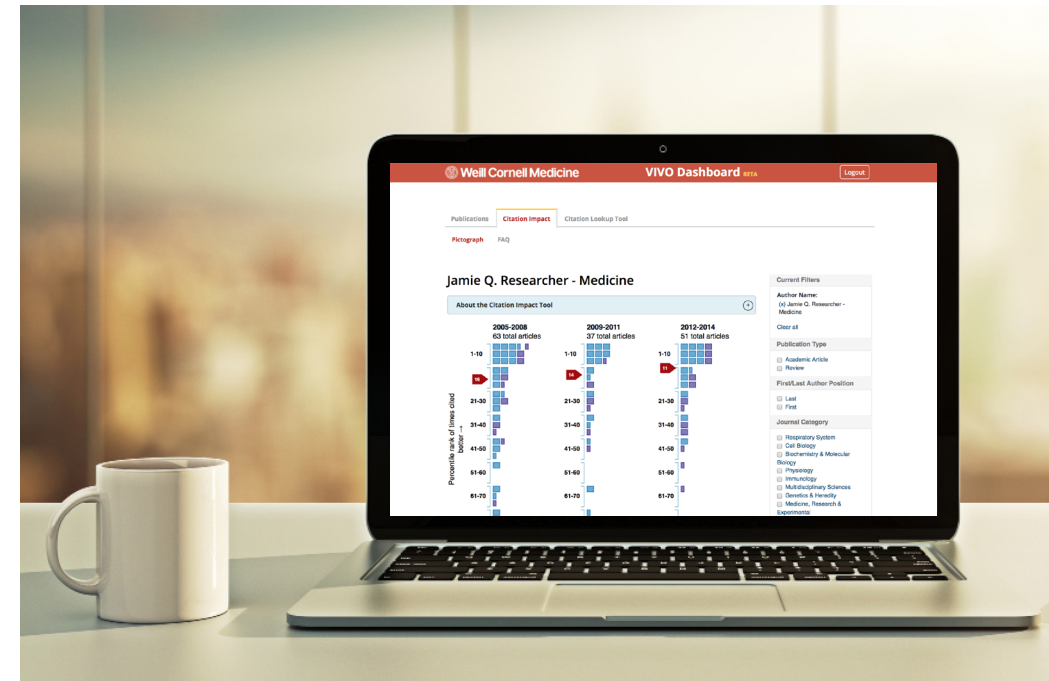 Weill Cornell Medicine
VIVO Dashboard BETA
Logout
Publications
Citation Impact
Citation Lookup Tool
Pictograph
FAQ
Jamie Q. Researcher - Medicine
About the Citation Impact Tool
Percentile rank of times cited
better →
2005-2008
63 total articles
1-10
16
21-30
31-40
41-50
51-60
61-70
2009-2011
37 total articles
1-10
14
21-30
31-40
41-50
51-60
61-70
2012-2014
51 total articles
1-10
11
21-30
31-40
41-50
51-60
61-70
Current Filters
Author Name:
(x) Jamie Q. Researcher -
Medicine
Clear all
Publication Type
Academic Article
Review
First/Last Author Position
Last
First
Journal Category
Respiratory System
Cell Biology
Biochemistry & Molecular
Biology
Physiology
Immunology
Multidisciplinary Sciences
Genetics & Heredity
Medicine, Research &
Experimental